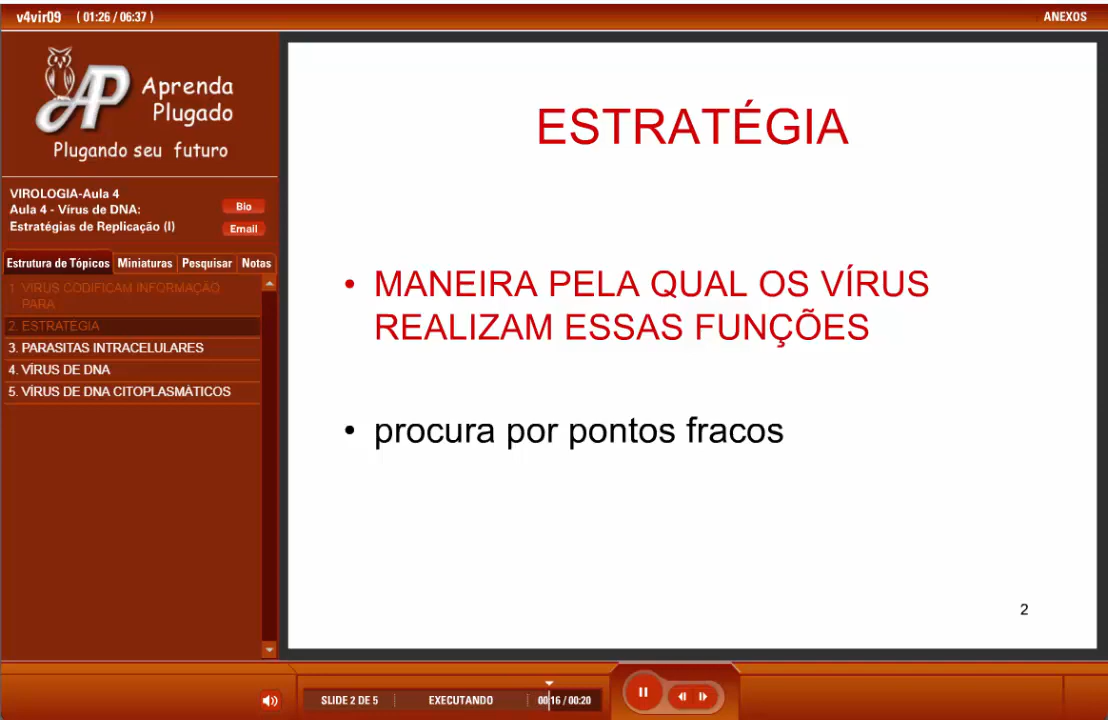 v4vir09 ( 01:26 / 06:37 )
ANEXOS
AP
Aprenda
Plugado
Plugando seu futuro
VIROLOGIA-Aula 4
Aula 4 - Vírus de DNA:
Estratégias de Replicação (I)
Bio
Email
Estrutura de Tópicos Miniaturas Pesquisar Notas
1. VÍRUS CODIFICAM INFORMAÇÃO
PARA
2. ESTRATÉGIA
3. PARASITAS INTRACELULARES
4. VÍRUS DE DNA
5. VÍRUS DE DNA CITOPLASMÀTICOS
ESTRATÉGIA
• MANEIRA PELA QUAL OS VÍRUS
REALIZAM ESSAS FUNÇÕES
• procura por pontos fracos
2
SLIDE 2 DE 5
EXECUTANDO
00:16 / 00:20